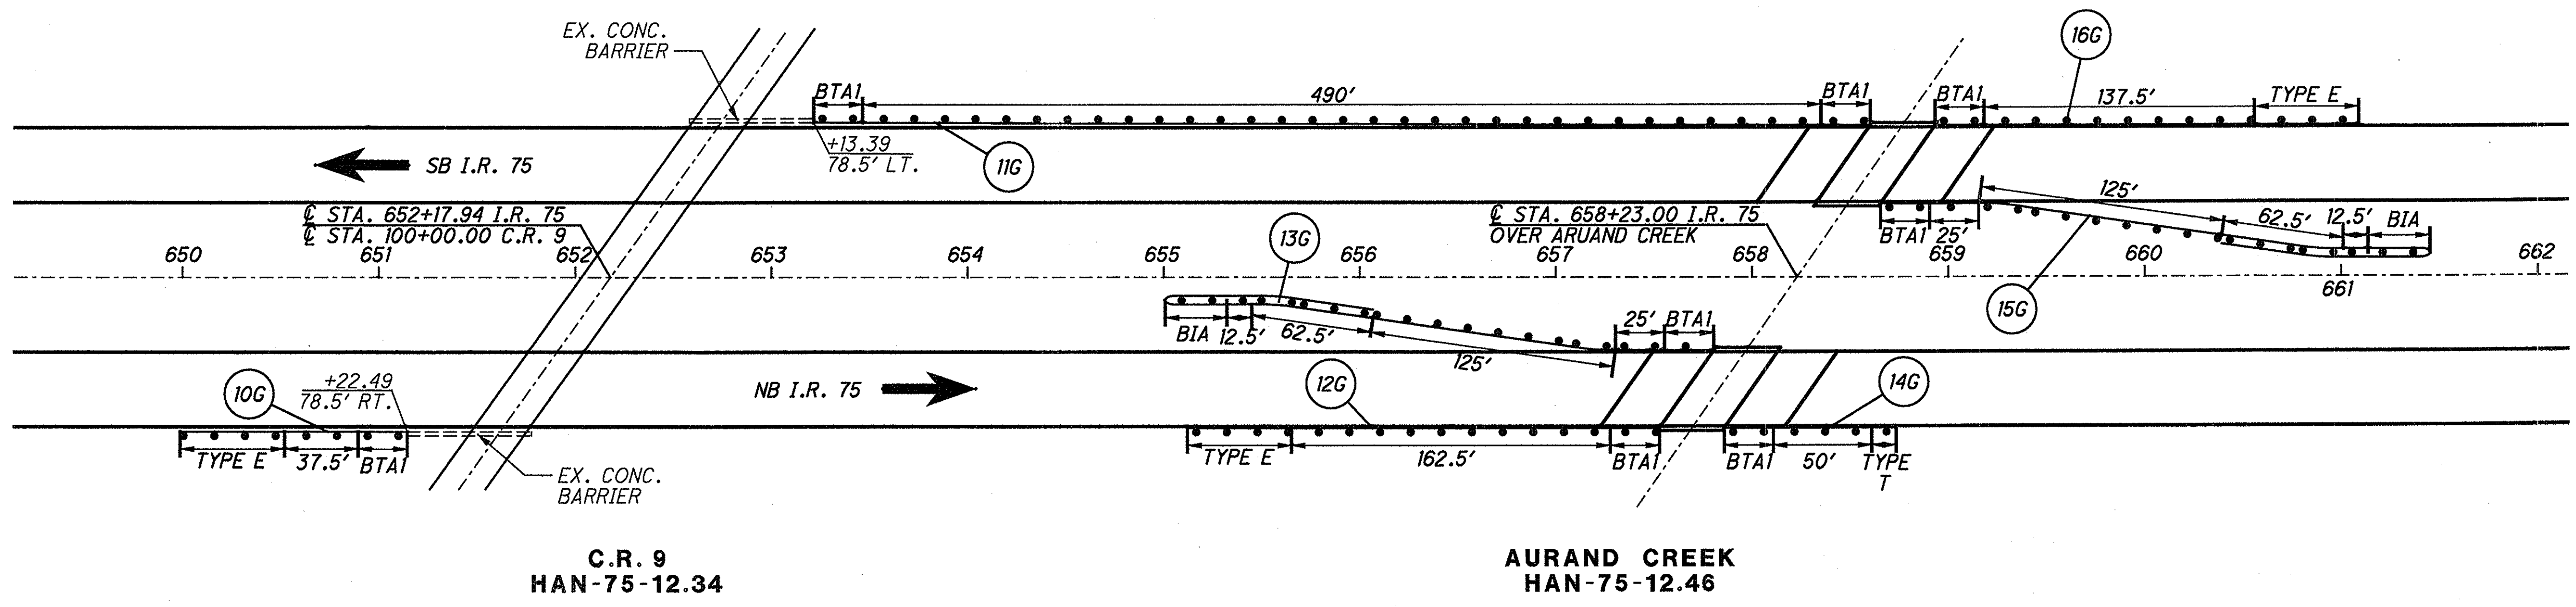 EX. CONC.
BARRIER
BTA1
490'
BTA1
BTA1
16G
137.5'
TYPE E
+13.39
78.5' LT.
11G
SB I.R. 75
125'
℄ STA. 652+17.94 I.R. 75
℄ STA. 100+00.00 C.R. 9
13G
℄ STA. 658+23.00 I.R. 75
OVER ARUAND CREEK
BTA1
25'
62.5'
12.5'
BIA
650
651
652
653
654
655
656
657
658
659
660
661
662
15G
BIA
12.5'
62.5'
125'
25'
BTA1
10G
+22.49
78.5' RT.
NB I.R. 75
12G
14G
TYPE E
37.5'
BTA1
EX. CONC.
BARRIER
TYPE E
162.5'
BTA1
BTA1
50'
TYPE
T
C.R. 9
HAN-75-12.34
AURAND CREEK
HAN-75-12.46